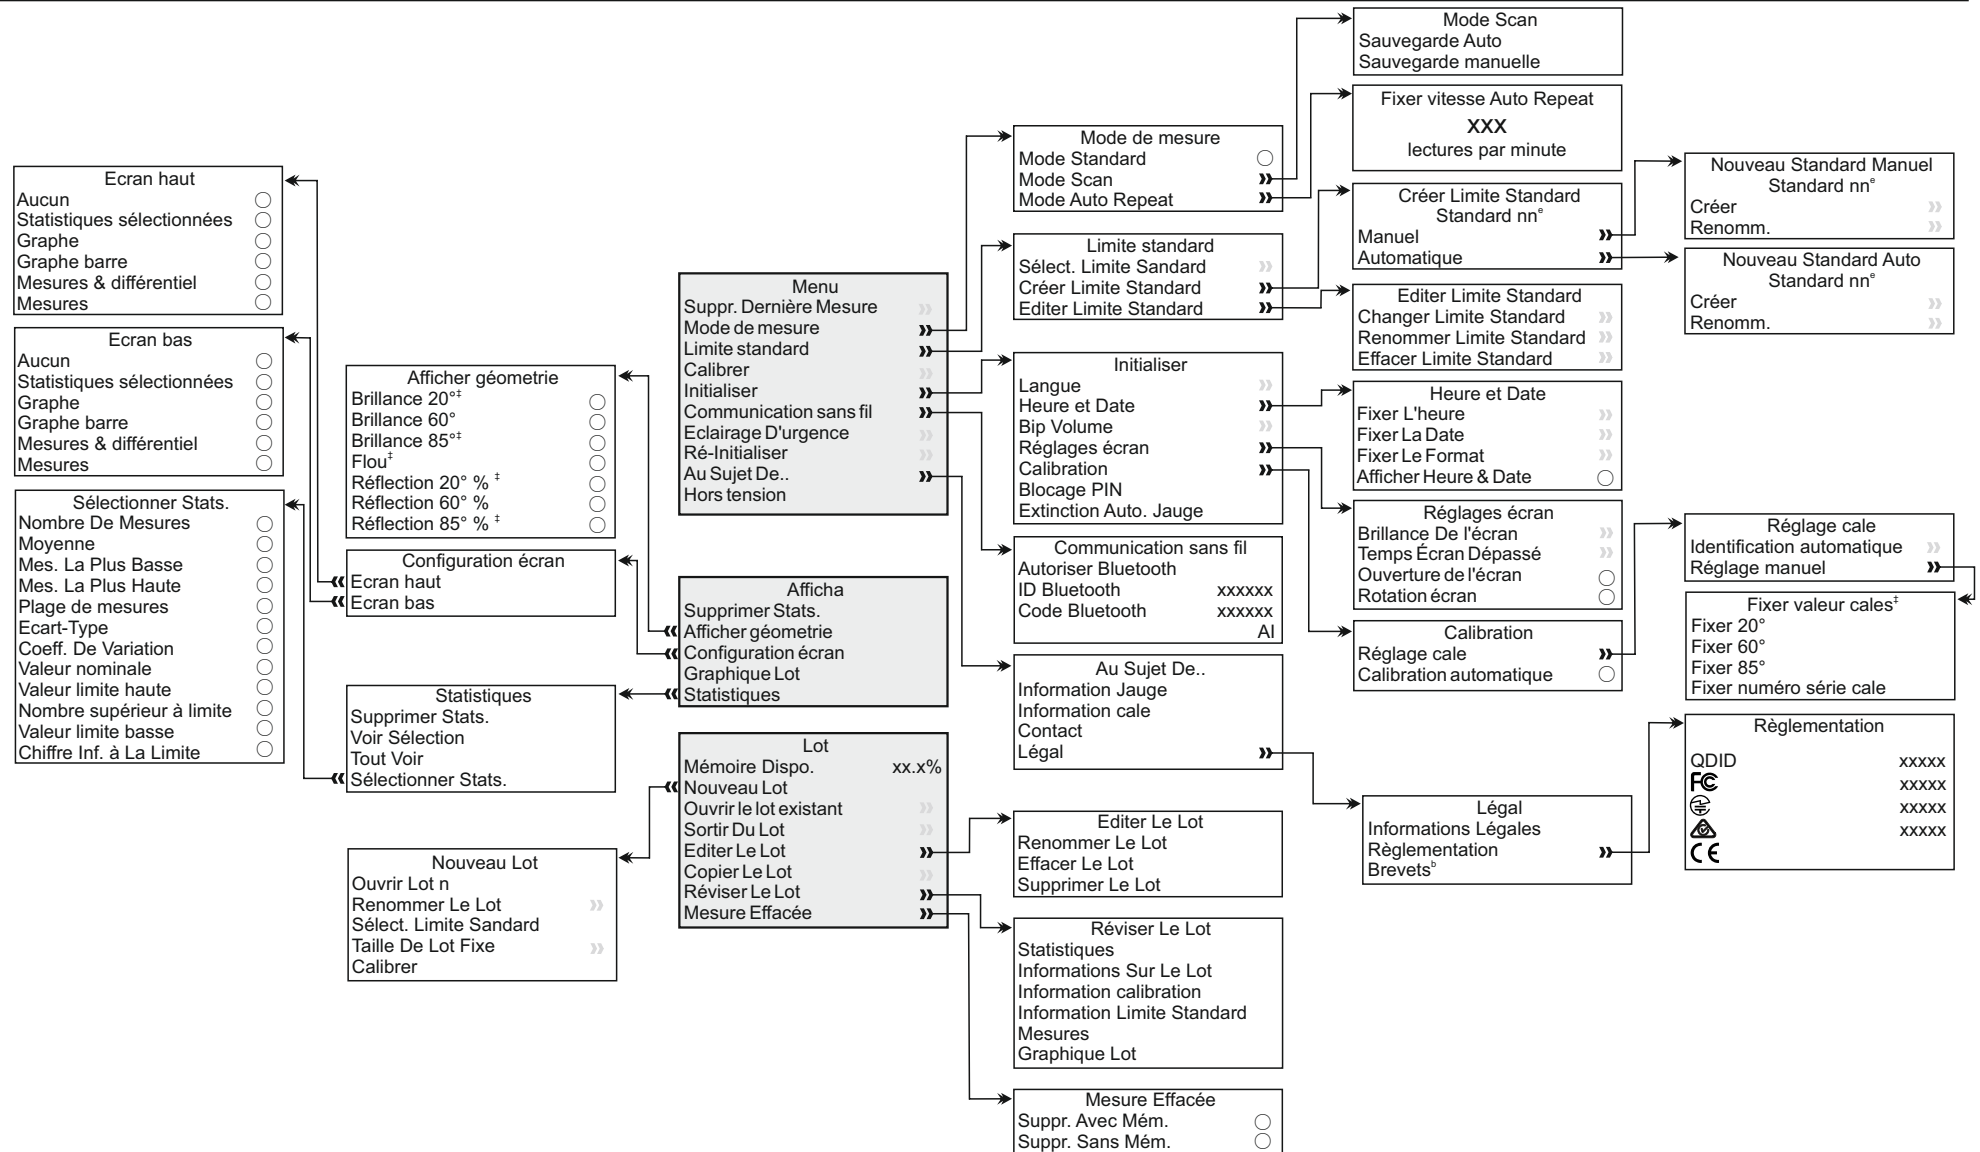 Ecran haut
Aucun
Statistiques sélectionnées
Graphe
Graphe barre
Mesures & différentiel
Mesures
Ecran bas
Aucun
Statistiques sélectionnées
Graphe
Graphe barre
Mesures & différentiel
Mesures
Sélectionner Stats.
Nombre De Mesures
Moyenne
Mes. La Plus Basse
Mes. La Plus Haute
Plage de mesures
Ecart-Type
Coeff. De Variation
Valeur nominale
Valeur limite haute
Nombre supérieur à limite
Valeur limite basse
Chiffre Inf. à La Limite
Afficher géometrie
Brillance 20°‡
Brillance 60°
Brillance 85°‡
Flou‡
Réflection 20° % ‡
Réflection 60° %
Réflection 85° % ‡
Configuration écran
Ecran haut
Ecran bas
Statistiques
Supprimer Stats.
Voir Sélection
Tout Voir
Sélectionner Stats.
Nouveau Lot
Ouvrir Lot n
Renommer Le Lot
Sélect. Limite Sandard
Taille De Lot Fixe
Calibrer
Menu
Suppr. Dernière Mesure
Mode de mesure
Limite standard
Calibrer
Initialiser
Communication sans fil
Eclairage D'urgence
Ré-Initialiser
Au Sujet De..
Hors tension
Afficha
Supprimer Stats.
Afficher géometrie
Configuration écran
Graphique Lot
Statistiques
Lot
Mémoire Dispo. xx.x%
Nouveau Lot
Ouvrir le lot existant
Sortir Du Lot
Editer Le Lot
Copier Le Lot
Réviser Le Lot
Mesure Effacée
Mode de mesure
Mode Standard
Mode Scan
Mode Auto Repeat
Limite standard
Sélect. Limite Sandard
Créer Limite Standard
Editer Limite Standard
Initialiser
Langue
Heure et Date
Bip Volume
Réglages écran
Calibration
Blocage PIN
Extinction Auto. Jauge
Communication sans fil
Autoriser Bluetooth
ID Bluetooth xxxxxx
Code Bluetooth xxxxxx
AI
Au Sujet De..
Information Jauge
Information cale
Contact
Légal
Editer Le Lot
Renommer Le Lot
Effacer Le Lot
Supprimer Le Lot
Réviser Le Lot
Statistiques
Informations Sur Le Lot
Information calibration
Information Limite Standard
Mesures
Graphique Lot
Mesure Effacée
Suppr. Avec Mém.
Suppr. Sans Mém.
Mode Scan
Sauvegarde Auto
Sauvegarde manuelle
Fixer vitesse Auto Repeat
XXX
lectures par minute
Créer Limite Standard
Standard nnᵉ
Manuel
Automatique
Editer Limite Standard
Changer Limite Standard
Renommer Limite Standard
Effacer Limite Standard
Heure et Date
Fixer L'heure
Fixer La Date
Fixer Le Format
Afficher Heure & Date
Réglages écran
Brillance De l'écran
Temps Écran Dépassé
Ouverture de l'écran
Rotation écran
Calibration
Réglage cale
Calibration automatique
Légal
Informations Légales
Règlementation
Brevetsᵇ
Nouveau Standard Manuel
Standard nnᵉ
Créer
Renomm.
Nouveau Standard Auto
Standard nnᵉ
Créer
Renomm.
Réglage cale
Identification automatique
Réglage manuel
Fixer valeur cales‡
Fixer 20°
Fixer 60°
Fixer 85°
Fixer numéro série cale
Règlementation
QDID xxxxx
FC xxxxx
xxxxx
xxxxx
CE